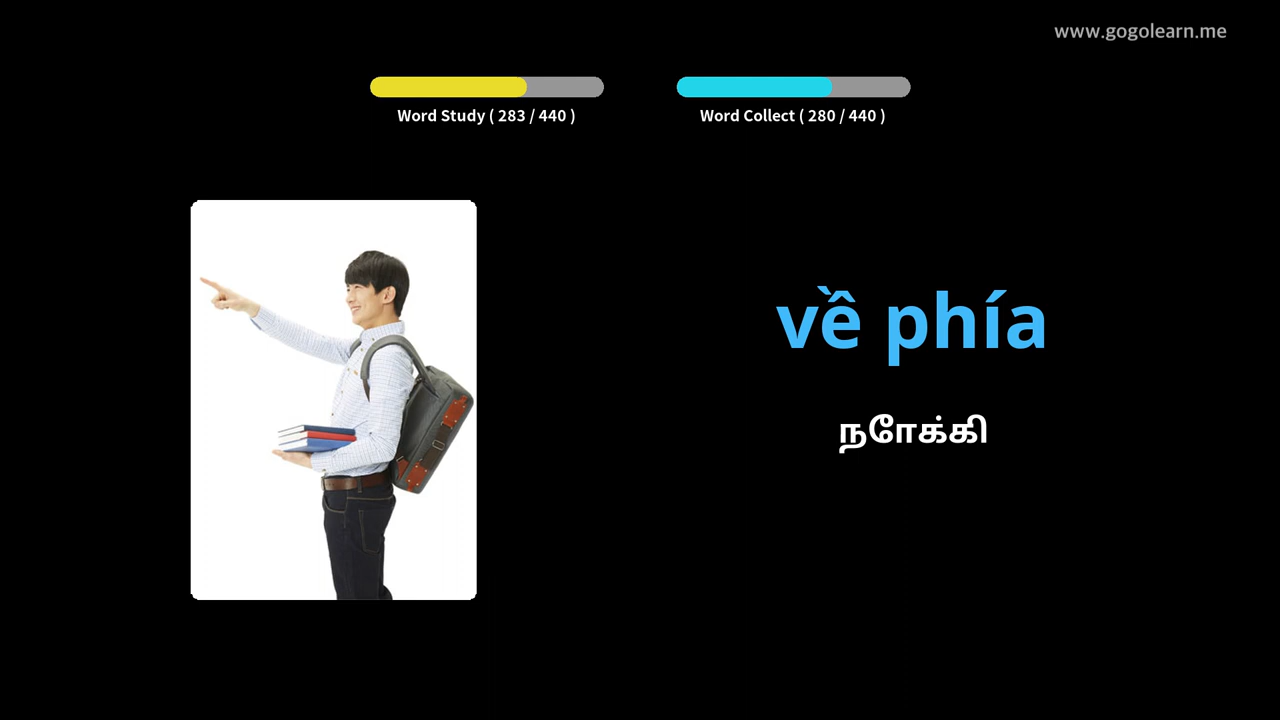 www.gogolearn.me
Word Study ( 283 / 440 )
Word Collect ( 280 / 440 )
về phía
நோக்கி